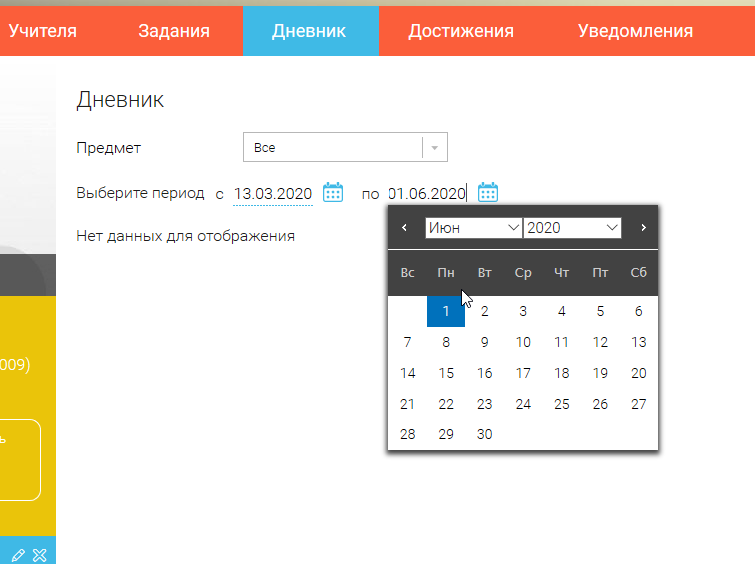 Учителя Задания Дневник Достижения Уведомления
Дневник
Предмет Все
Выберите период с 13.03.2020 по 01.06.2020
Нет данных для отображения
Июн 2020
Вс Пн Вт Ср Чт Пт Сб
1 2 3 4 5 6
7 8 9 10 11 12 13
14 15 16 17 18 19 20
21 22 23 24 25 26 27
28 29 30
009)
ь